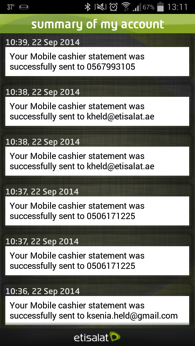 37°
67%
13:11
summary of my account
10:39, 22 Sep 2014
Your Mobile cashier statement was
successfully sent to 0567993105
10:38, 22 Sep 2014
Your Mobile cashier statement was
successfully sent to kheld@etisalat.ae
10:38, 22 Sep 2014
Your Mobile cashier statement was
successfully sent to kheld@etisalat.ae
10:37, 22 Sep 2014
Your Mobile cashier statement was
successfully sent to 0506171225
10:37, 22 Sep 2014
Your Mobile cashier statement was
successfully sent to 0506171225
10:36, 22 Sep 2014
Your Mobile cashier statement was
successfully sent to ksenia.held@gmail.com
etisalat